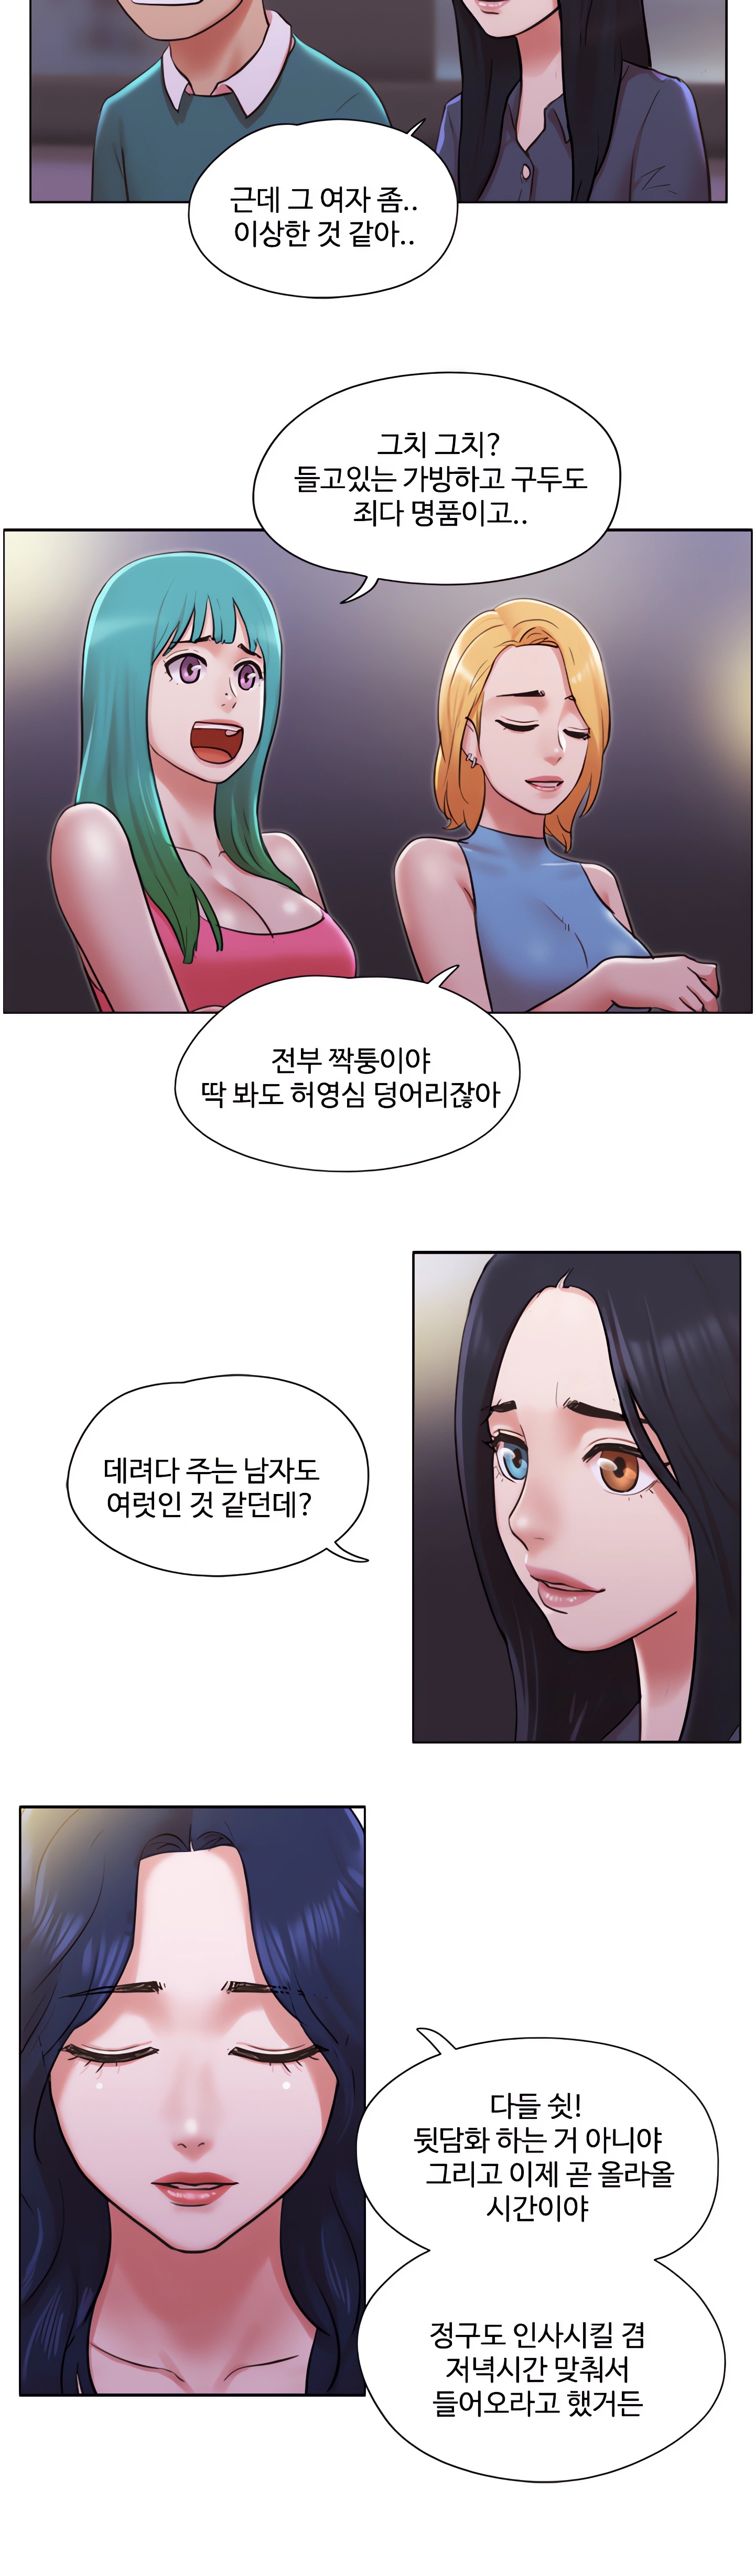 근데 그 여자 좀..
이상한 것 같아..
그치 그치?
들고있는 가방하고 구두도
죄다 명품이고..
전부 짝퉁이야
딱 봐도 허영심 덩어리잖아
데려다 주는 남자도
여럿인 것 같던데?
다들 쉿!
뒷담화 하는 거 아니야
그리고 이제 곧 올라올
시간이야
정구도 인사시킬 겸
저녁시간 맞춰서
들어오라고 했거든